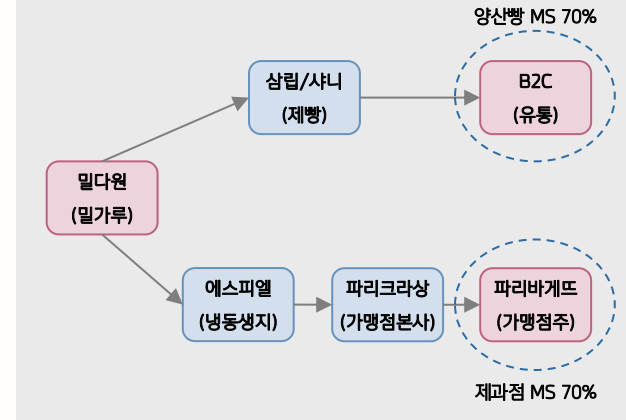 양산빵 MS 70%
삼립/샤니
(제빵)
B2C
(유통)
밀다원
(밀가루)
에스피엘
(냉동생지)
파리크라상
(가맹점본사)
파리바게뜨
(가맹점주)
제과점 MS 70%